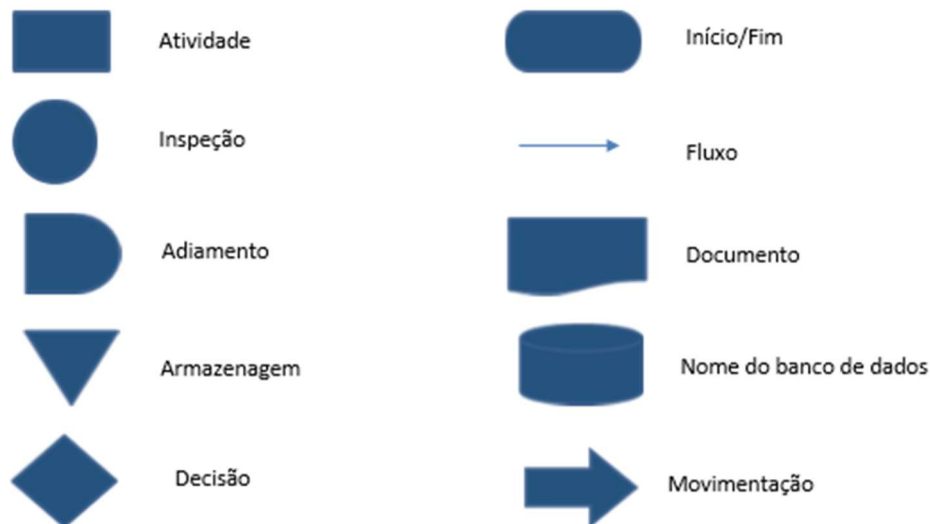 Atividade
Início/Fim
Inspeção
Fluxo
Adiamento
Documento
Armazenagem
Nome do banco de dados
Decisão
Movimentação